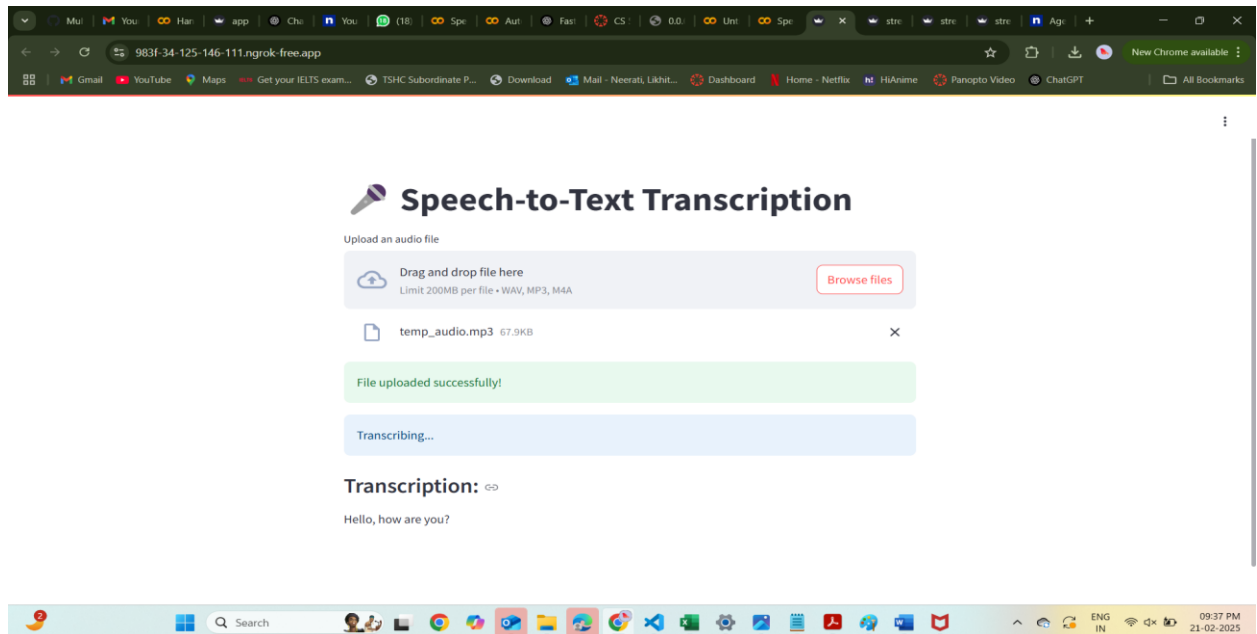 Mul
You
Har
app
Cha
You
(18)
Spe
Aut
Fast
CS
0.0.
Unt
Spe
stre
stre
stre
Age
983f-34-125-146-111.ngrok-free.app
New Chrome available
Gmail
YouTube
Maps
Get your IELTS exam...
TSHC Subordinate P...
Download
Mail - Neerati, Likhit...
Dashboard
Home - Netflix
h!
HiAnime
Panopto Video
ChatGPT
All Bookmarks
Speech-to-Text Transcription
Upload an audio file
Drag and drop file here
Limit 200MB per file • WAV, MP3, M4A
Browse files
temp_audio.mp3 67.9KB
File uploaded successfully!
Transcribing...
Transcription:
Hello, how are you?
2
Search
ENG
IN
09:37 PM
21-02-2025